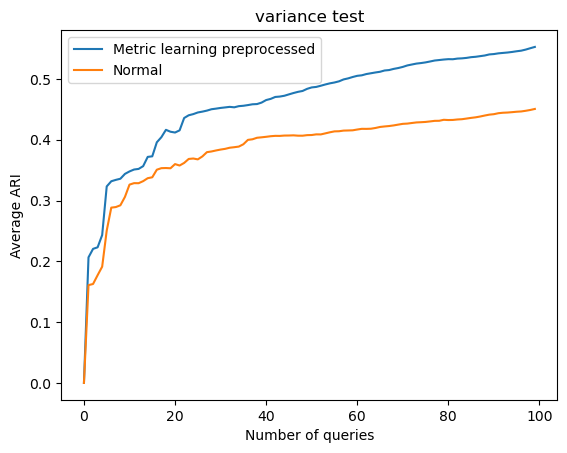 variance test
Metric learning preprocessed
Normal
Average ARI
0.5
0.4
0.3
0.2
0.1
0.0
0 20 40 60 80 100
Number of queries